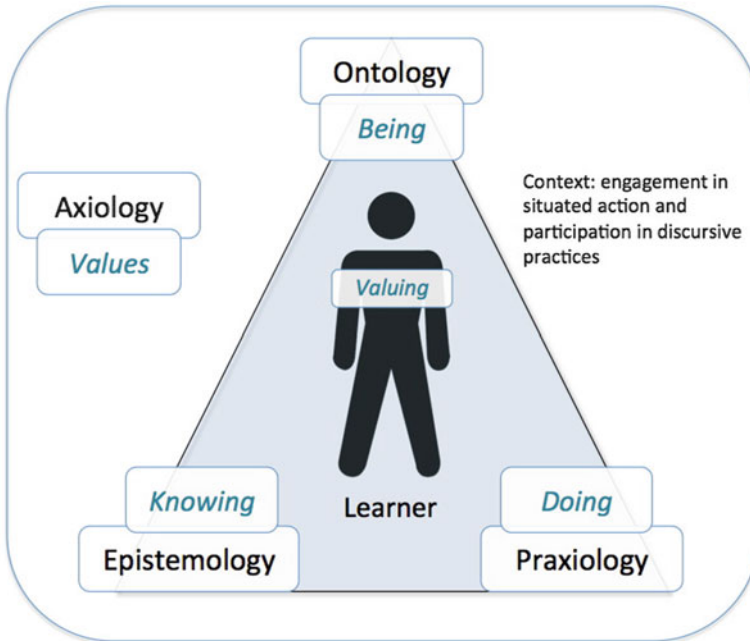 Ontology
Being
Axiology
Values
Context: engagement in
situated action and
participation in discursive
practices
Valuing
Knowing
Epistemology
Learner
Doing
Praxiology